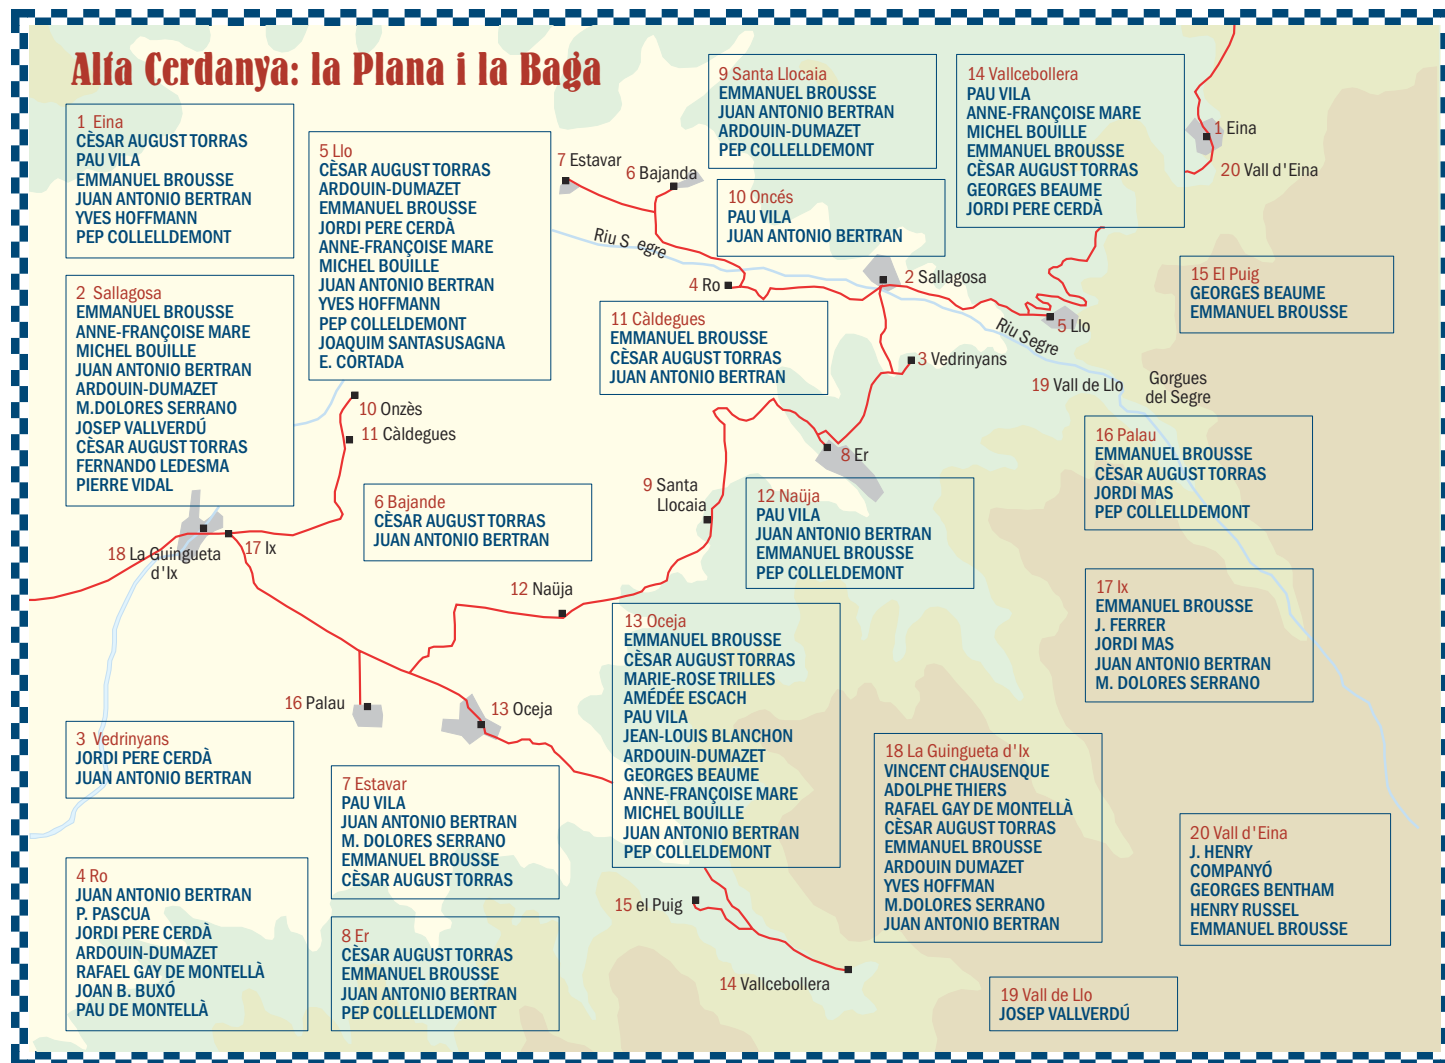 Alta Cerdanya: la Plana i la Baga
1 Eina
CÈSAR AUGUST TORRAS
PAU VILA
EMMANUEL BROUSSE
JUAN ANTONIO BERTRAN
YVES HOFFMANN
PEP COLLELLDEMONT
2 Sallagosa
EMMANUEL BROUSSE
ANNE-FRANÇOISE MARE
MICHEL BOUILLE
JUAN ANTONIO BERTRAN
ARDOUIN-DUMAZET
M.DOLORES SERRANO
JOSEP VALLVERDÚ
CÈSAR AUGUST TORRAS
FERNANDO LEDESMA
PIERRE VIDAL
5 Llo
CÈSAR AUGUST TORRAS
ARDOUIN-DUMAZET
EMMANUEL BROUSSE
JORDI PERE CERDÀ
ANNE-FRANÇOISE MARE
MICHEL BOUILLE
JUAN ANTONIO BERTRAN
YVES HOFFMANN
PEP COLLELDEMONT
JOAQUIM SANTASUSAGNA
E. CORTADA
9 Santa Llocaia
EMMANUEL BROUSSE
JUAN ANTONIO BERTRAN
ARDOUIN-DUMAZET
PEP COLLELLDEMONT
14 Vallcebollera
PAU VILA
ANNE-FRANÇOISE MARE
MICHEL BOUILLE
EMMANUEL BROUSSE
CÈSAR AUGUST TORRAS
GEORGES BEAUME
JORDI PERE CERDÀ
1 Eina
20 Vall d'Eina
7 Estavar
6 Bajanda
10 Oncés
PAU VILA
JUAN ANTONIO BERTRAN
Riu S egre
4 Ro
2 Sallagosa
15 El Puig
GEORGES BEAUME
EMMANUEL BROUSSE
11 Càldegues
EMMANUEL BROUSSE
CÈSAR AUGUST TORRAS
JUAN ANTONIO BERTRAN
5 Llo
Riu Segre
3 Vedrinyans
19 Vall de Llo
Gorgues
del Segre
10 Onzès
11 Càldegues
16 Palau
EMMANUEL BROUSSE
CÈSAR AUGUST TORRAS
JORDI MAS
PEP COLLELLDEMONT
8 Er
9 Santa
Llocaia
6 Bajande
CÈSAR AUGUST TORRAS
JUAN ANTONIO BERTRAN
12 Naüja
PAU VILA
JUAN ANTONIO BERTRAN
EMMANUEL BROUSSE
PEP COLLELDEMONT
18 La Guingueta
d'Ix
17 Ix
12 Naüja
17 Ix
EMMANUEL BROUSSE
J. FERRER
JORDI MAS
JUAN ANTONIO BERTRAN
M. DOLORES SERRANO
13 Oceja
EMMANUEL BROUSSE
CÈSAR AUGUST TORRAS
MARIE-ROSE TRILLES
AMÉDÉE ESCACH
PAU VILA
JEAN-LOUIS BLANCHON
ARDOUIN-DUMAZET
GEORGES BEAUME
ANNE-FRANÇOISE MARE
MICHEL BOUILLE
JUAN ANTONIO BERTRAN
PEP COLLELDEMONT
16 Palau
13 Oceja
3 Vedrinyans
JORDI PERE CERDÀ
JUAN ANTONIO BERTRAN
7 Estavar
PAU VILA
JUAN ANTONIO BERTRAN
M. DOLORES SERRANO
EMMANUEL BROUSSE
CÈSAR AUGUST TORRAS
18 La Guingueta d'Ix
VINCENT CHAUSENQUE
ADOLPHE THIERS
RAFAEL GAY DE MONTELLÀ
CÈSAR AUGUST TORRAS
EMMANUEL BROUSSE
ARDOUIN DUMAZET
YVES HOFFMAN
M.DOLORES SERRANO
JUAN ANTONIO BERTRAN
20 Vall d'Eina
J. HENRY
COMPANYÓ
GEORGES BENTHAM
HENRY RUSSEL
EMMANUEL BROUSSE
4 Ro
JUAN ANTONIO BERTRAN
P. PASCUA
JORDI PERE CERDÀ
ARDOUIN-DUMAZET
RAFAEL GAY DE MONTELLÀ
JOAN B. BUXÓ
PAU DE MONTELLÀ
8 Er
CÈSAR AUGUST TORRAS
EMMANUEL BROUSSE
JUAN ANTONIO BERTRAN
PEP COLLELLDEMONT
15 el Puig
14 Vallcebollera
19 Vall de Llo
JOSEP VALLVERDÚ